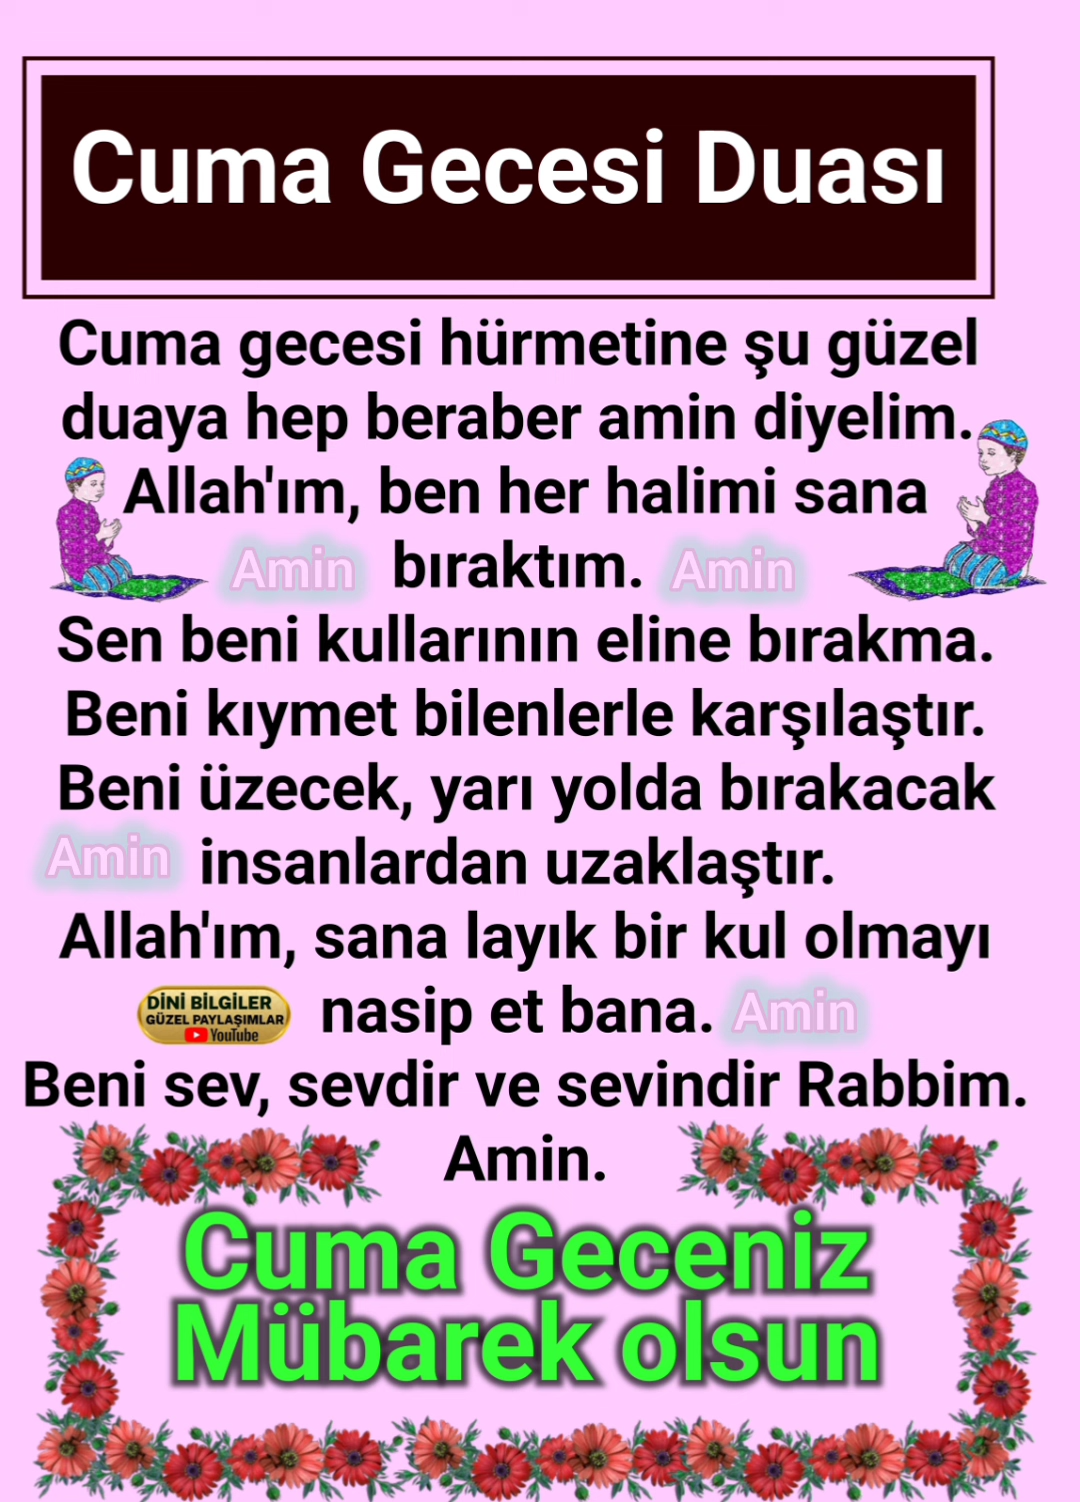 Cuma Gecesi Duası
Cuma gecesi hürmetine şu güzel
duaya hep beraber amin diyelim.
Allah'ım, ben her halimi sana
Amin bıraktım. Amin
Sen beni kullarının eline bırakma.
Beni kıymet bilenlerle karşılaştır.
Beni üzecek, yarı yolda bırakacak
Amin insanlardan uzaklaştır.
Allah'ım, sana layık bir kul olmayı
nasip et bana. Amin
DİNİ BİLGİLER
GÜZEL PAYLAŞIMLAR
YouTube
Beni sev, sevdir ve sevindir Rabbim.
Amin.
Cuma Geceniz
Mübarek olsun